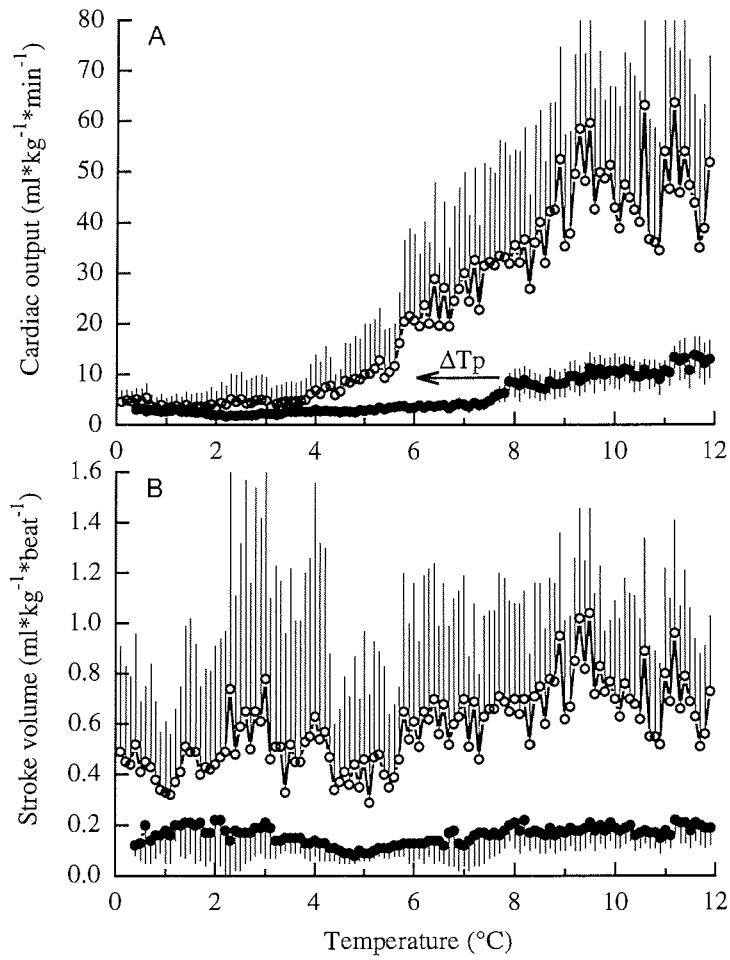 A
Cardiac output (ml*kg⁻¹*min⁻¹)
80
70
60
50
40
30
20
10
0
ΔTp
0 2 4 6 8 10 12
B
Stroke volume (ml*kg⁻¹*beat⁻¹)
1.6
1.4
1.2
1.0
0.8
0.6
0.4
0.2
0.0
0 2 4 6 8 10 12
Temperature (°C)